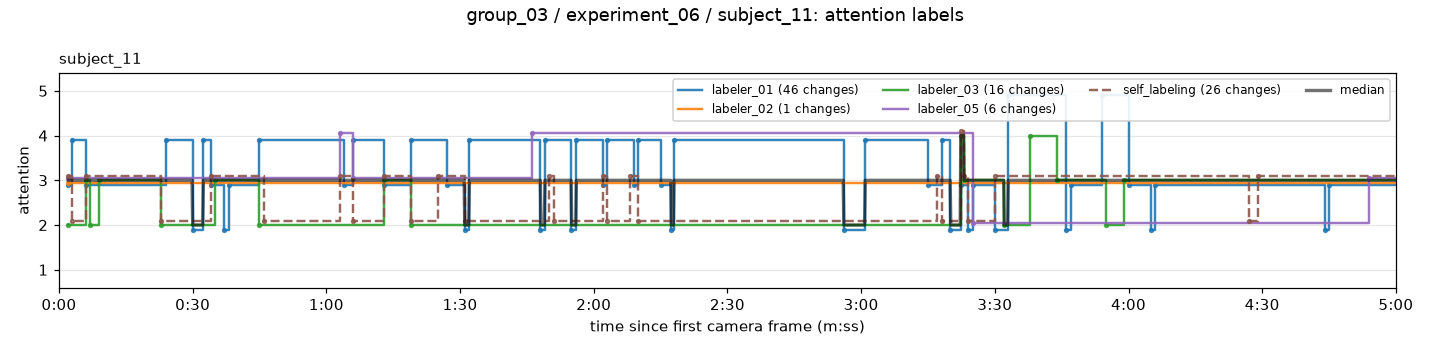 group_03 / experiment_06 / subject_11: attention labels
subject_11
labeler_01 (46 changes)
labeler_02 (1 changes)
labeler_03 (16 changes)
labeler_05 (6 changes)
self_labeling (26 changes)
median
attention
5
4
3
2
1
0:00 0:30 1:00 1:30 2:00 2:30 3:00 3:30 4:00 4:30 5:00
time since first camera frame (m:ss)